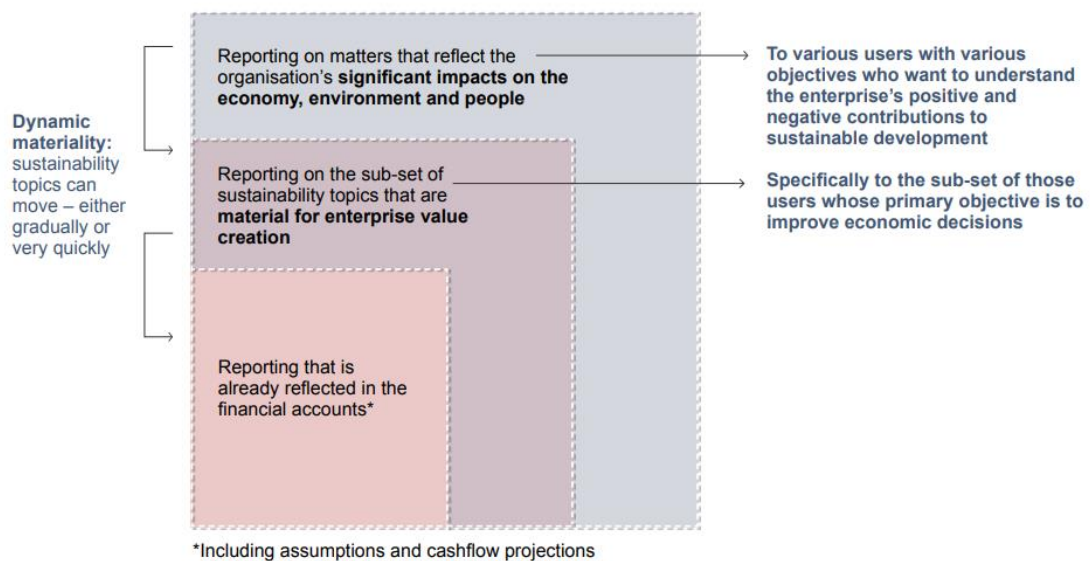 Dynamic
materiality:
sustainability
topics can
move – either
gradually or
very quickly
Reporting on matters that reflect the
organisation's significant impacts on the
economy, environment and people
To various users with various
objectives who want to understand
the enterprise's positive and
negative contributions to
sustainable development
Reporting on the sub-set of
sustainability topics that are
material for enterprise value
creation
Specifically to the sub-set of those
users whose primary objective is to
improve economic decisions
Reporting that is
already reflected in the
financial accounts*
*Including assumptions and cashflow projections